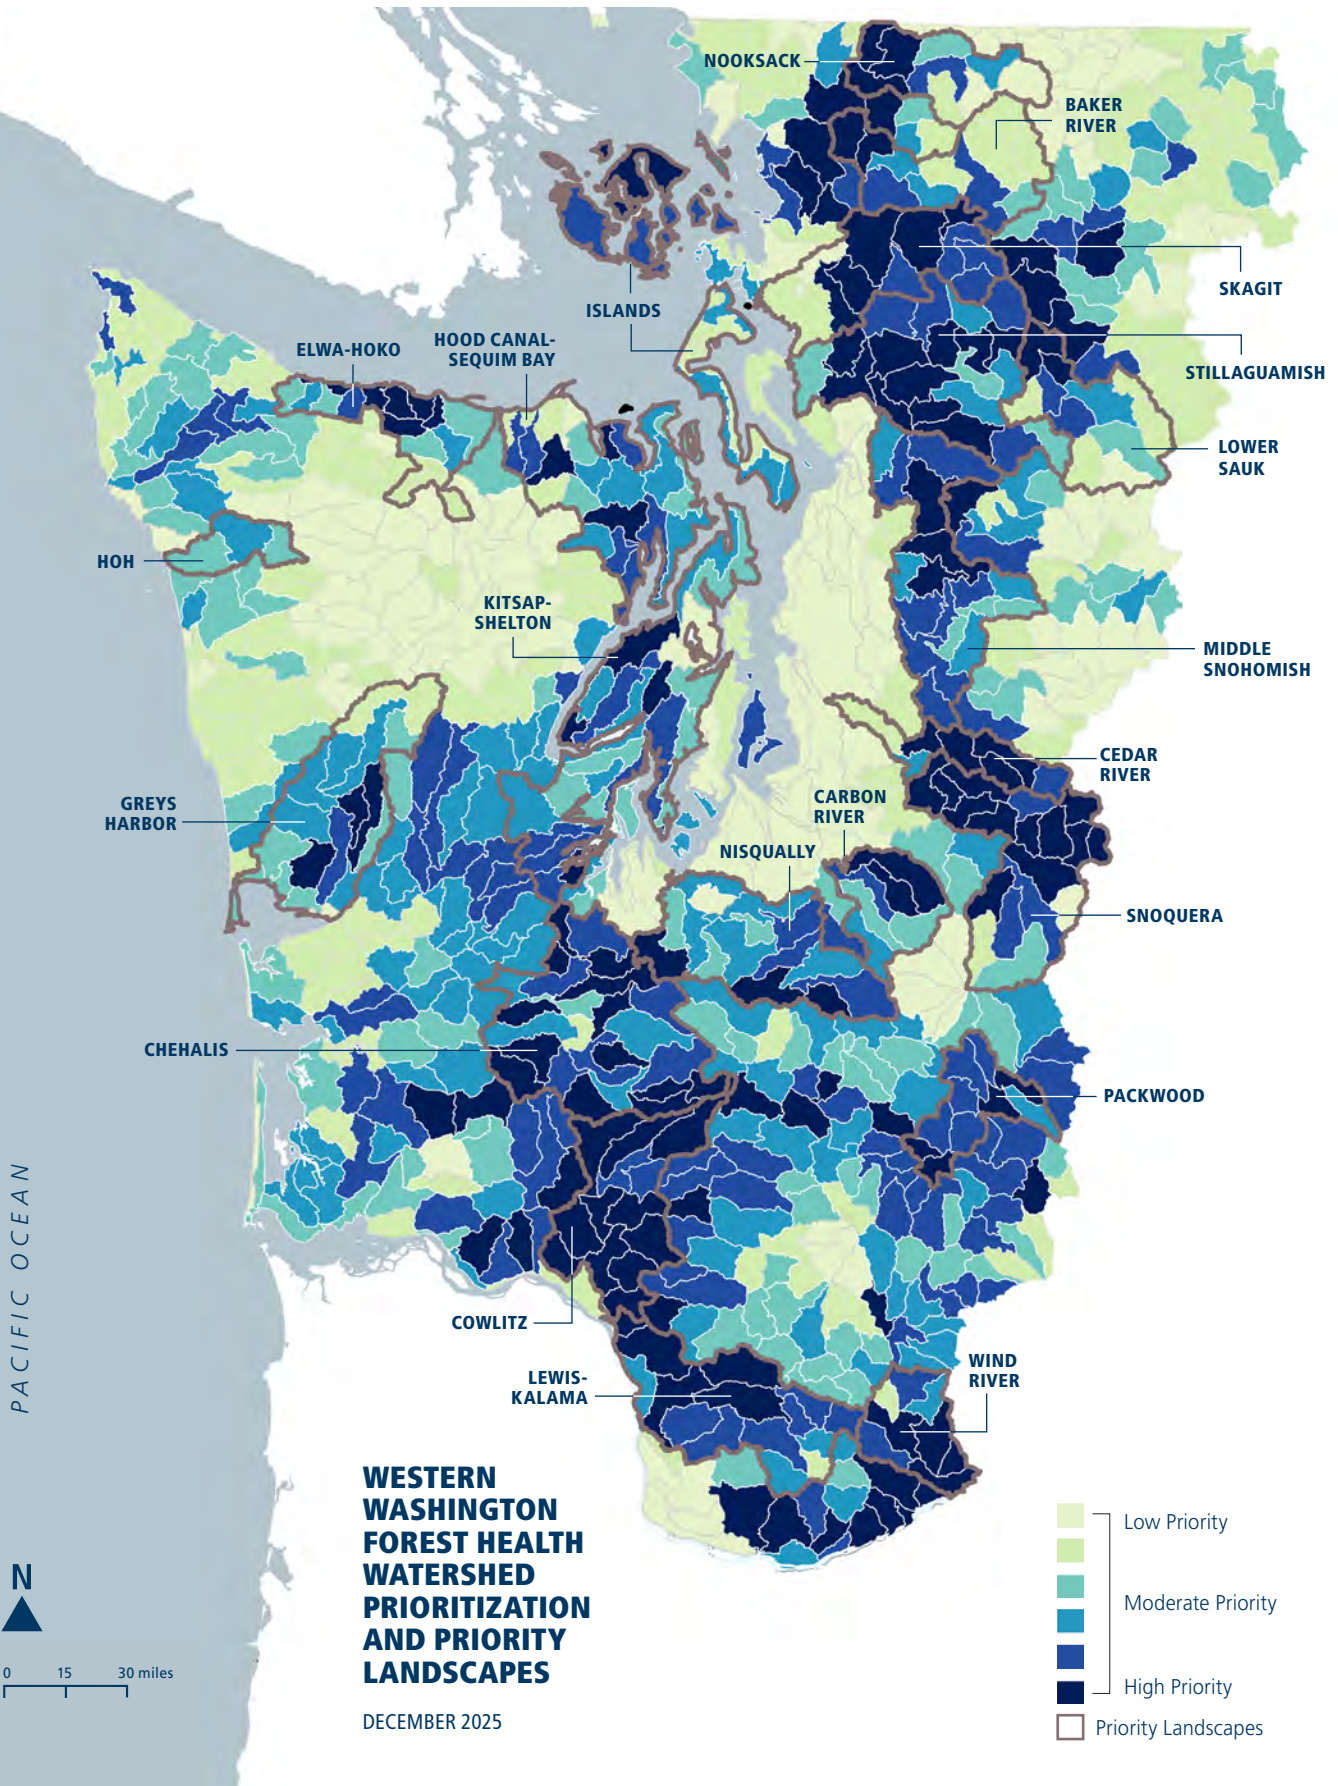 NOOKSACK
BAKER
RIVER
SKAGIT
ISLANDS
HOOD CANAL-
SEQUIM BAY
ELWA-HOKO
STILLAGUAMISH
LOWER
SAUK
HOH
KITSAP-
SHELTON
MIDDLE
SNOHOMISH
CEDAR
RIVER
GREYS
HARBOR
CARBON
RIVER
NISQUALLY
SNOQUERA
CHEHALIS
PACKWOOD
PACIFIC OCEAN
COWLITZ
WIND
RIVER
LEWIS-
KALAMA
WESTERN
WASHINGTON
FOREST HEALTH
WATERSHED
PRIORITIZATION
AND PRIORITY
LANDSCAPES
DECEMBER 2025
N
0 15 30 miles
Low Priority
Moderate Priority
High Priority
Priority Landscapes